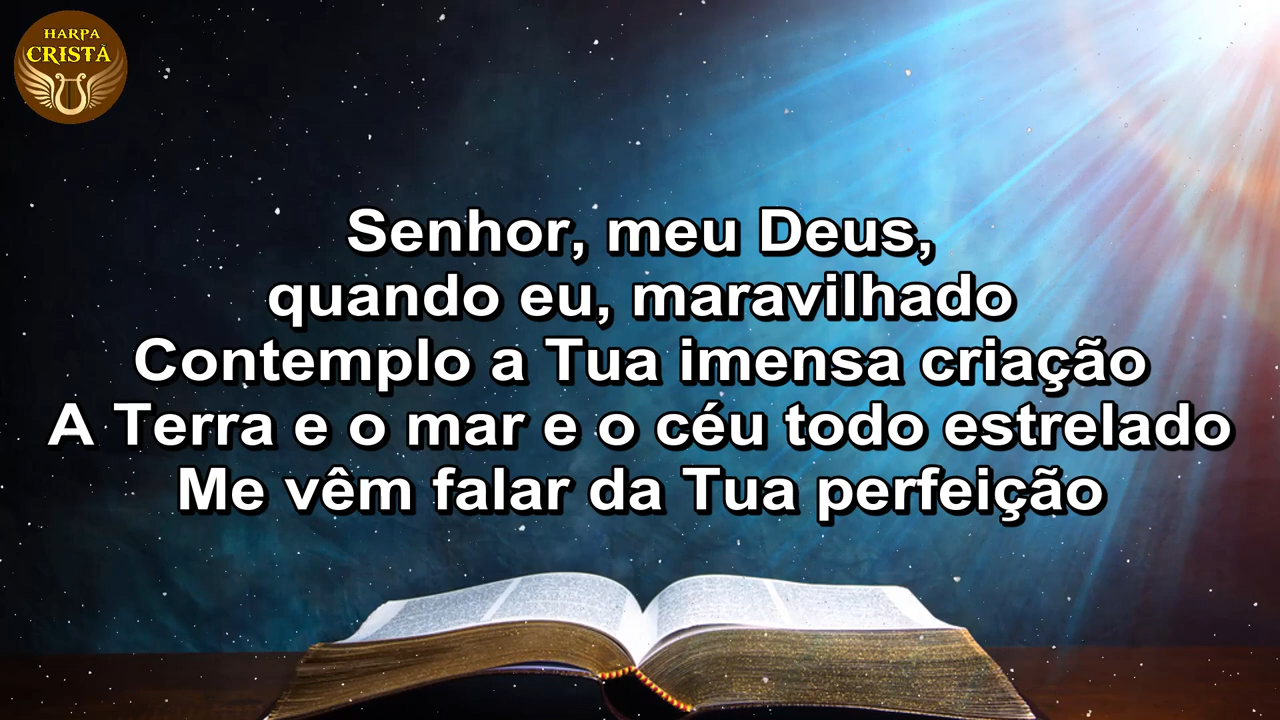 HARPA
CRISTÃ
Senhor, meu Deus,
quando eu, maravilhado
Contemplo a Tua imensa criação
A Terra e o mar e o céu todo estrelado
Me vêm falar da Tua perfeição